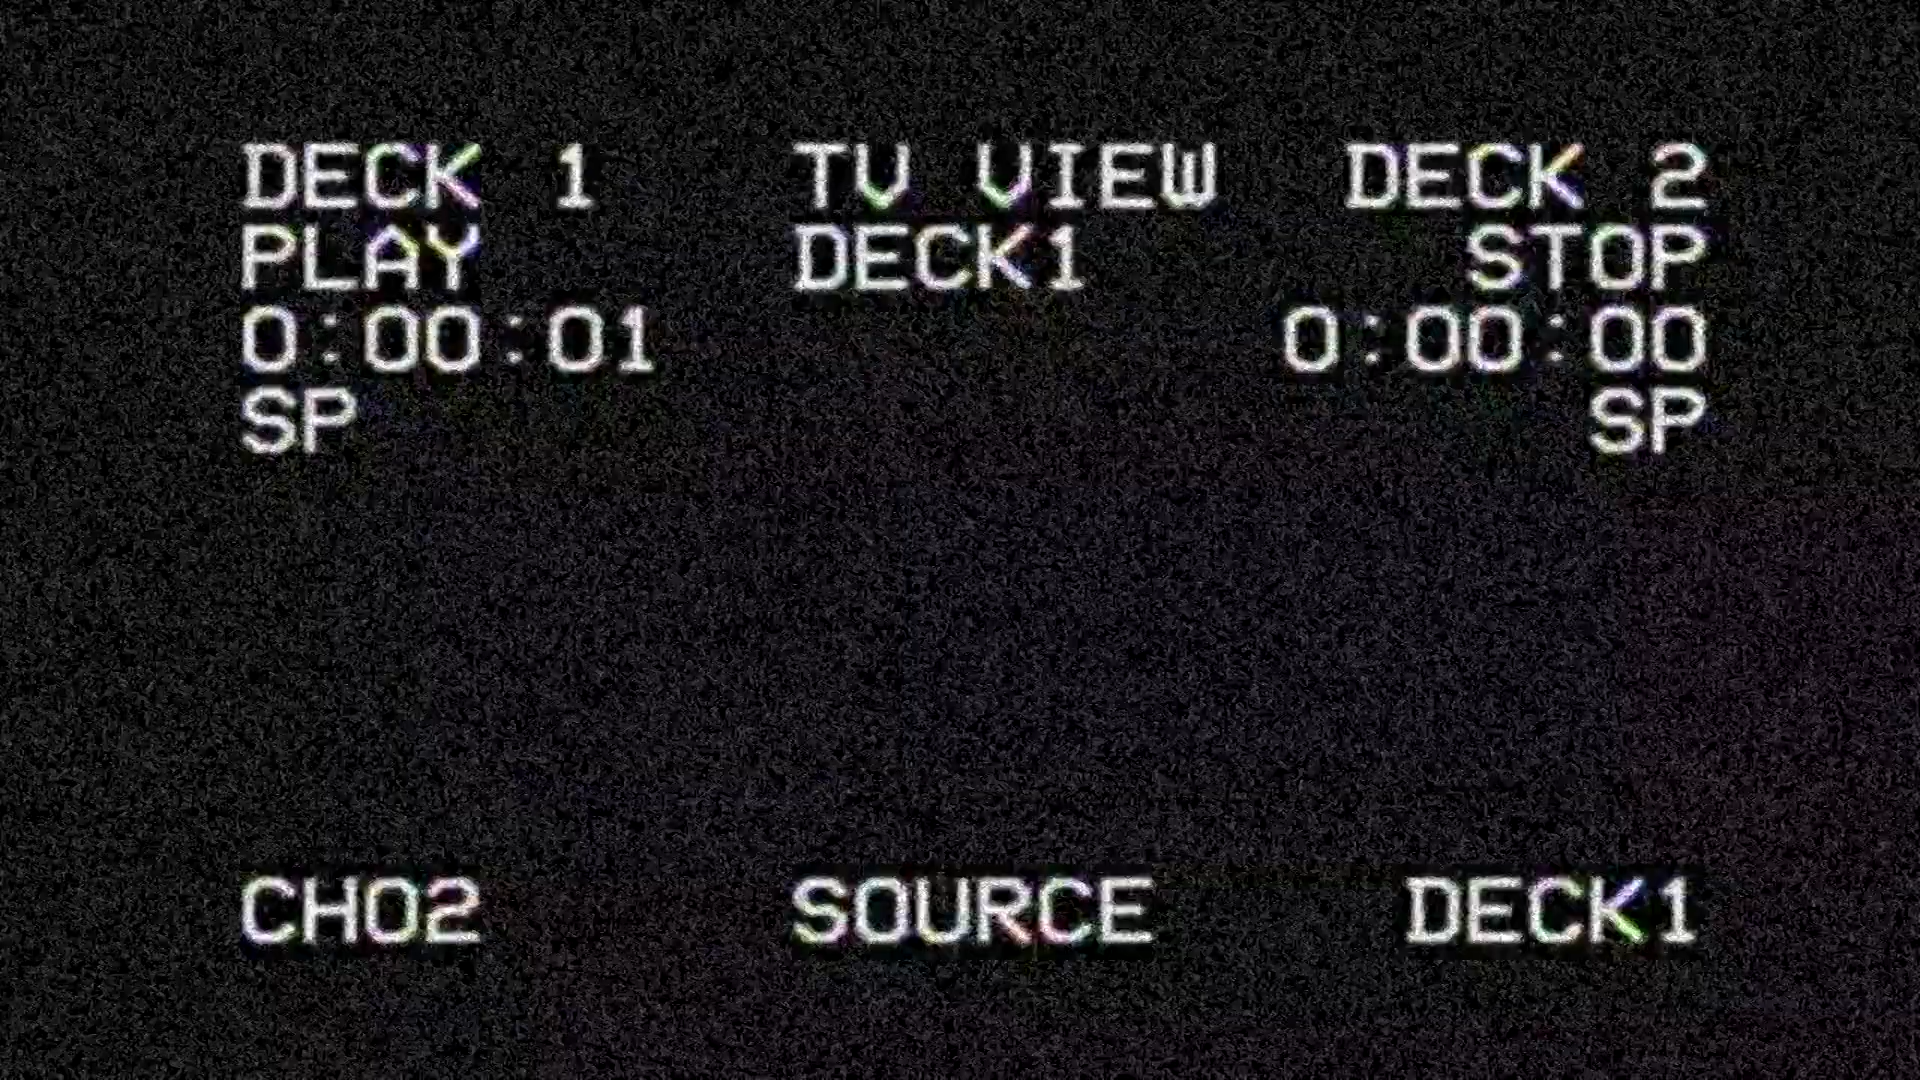 DECK 1 TV VIEW DECK 2
PLAY DECK1 STOP
0:00:01 0:00:00
SP SP
CH02 SOURCE DECK1